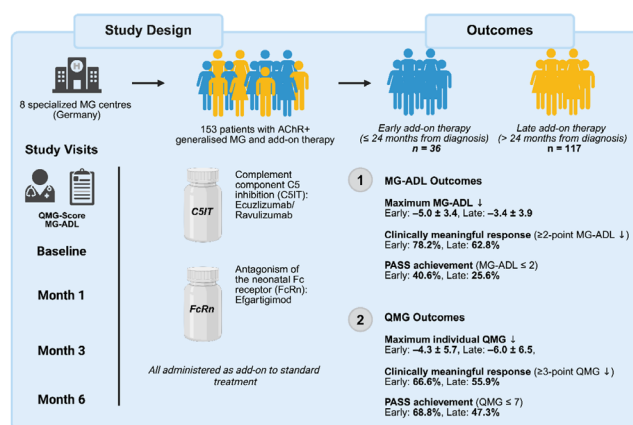 Study Design
Outcomes
H
8 specialized MG centres
(Germany)
153 patients with AChR+
generalised MG and add-on therapy
Early add-on therapy
(≤ 24 months from diagnosis)
n = 36
Late add-on therapy
(> 24 months from diagnosis)
n = 117
Study Visits
QMG-Score
MG-ADL
Baseline
Month 1
Month 3
Month 6
C5IT
Complement
component C5
inhibition (C5IT):
Eculizumab/
Ravulizumab
FcRn
Antagonism of
the neonatal Fc
receptor (FcRn):
Efgartigimod
All administered as add-on to standard
treatment
1
MG-ADL Outcomes
Maximum MG-ADL ↓
Early: –5.0 ± 3.4, Late: –3.4 ± 3.9
Clinically meaningful response (≥2-point MG-ADL ↓)
Early: 78.2%, Late: 62.8%
PASS achievement (MG-ADL ≤ 2)
Early: 40.6%, Late: 25.6%
2
QMG Outcomes
Maximum individual QMG ↓
Early: –4.3 ± 5.7, Late: –6.0 ± 6.5,
Clinically meaningful response (≥3-point QMG ↓)
Early: 66.6%, Late: 55.9%
PASS achievement (QMG ≤ 7)
Early: 68.8%, Late: 47.3%